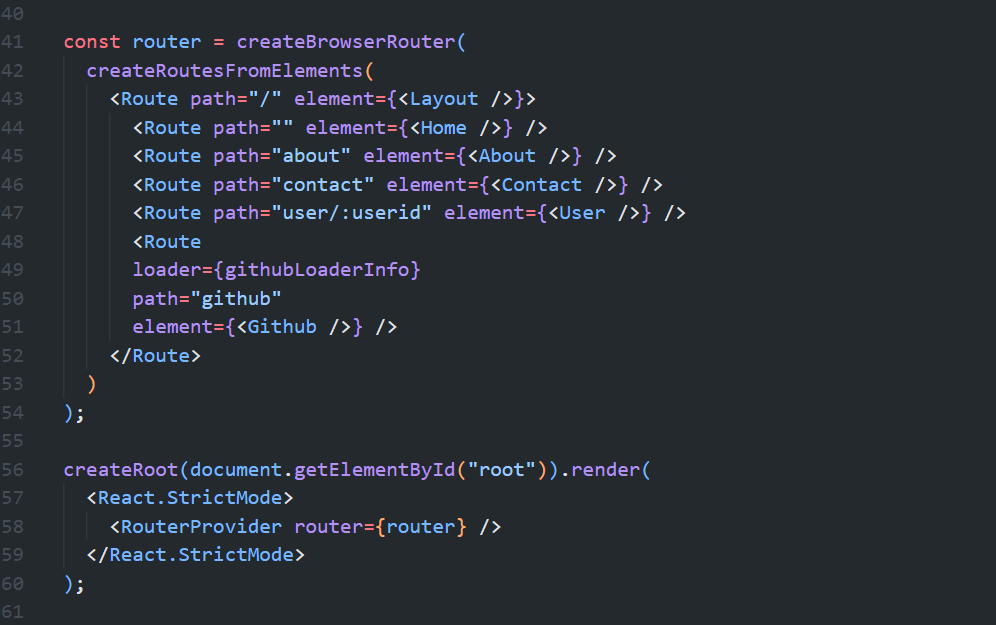 40
41 const router = createBrowserRouter(
42 createRoutesFromElements(
43 <Route path="/" element={<Layout />}>
44 <Route path="" element={<Home />} />
45 <Route path="about" element={<About />} />
46 <Route path="contact" element={<Contact />} />
47 <Route path="user/:userid" element={<User />} />
48 <Route
49 loader={githubLoaderInfo}
50 path="github"
51 element={<Github />} />
52 </Route>
53 )
54 );
55
56 createRoot(document.getElementById("root")).render(
57 <React.StrictMode>
58 <RouterProvider router={router} />
59 </React.StrictMode>
60 );
61